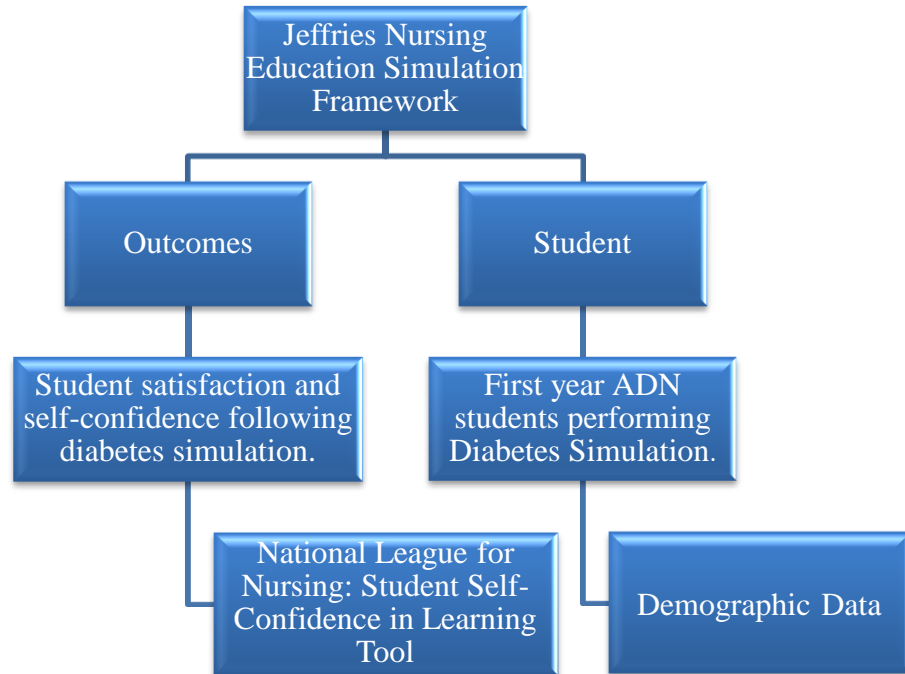 Jeffries Nursing
Education Simulation
Framework
Outcomes
Student
Student satisfaction and
self-confidence following
diabetes simulation.
First year ADN
students performing
Diabetes Simulation.
National League for
Nursing: Student Self-
Confidence in Learning
Tool
Demographic Data